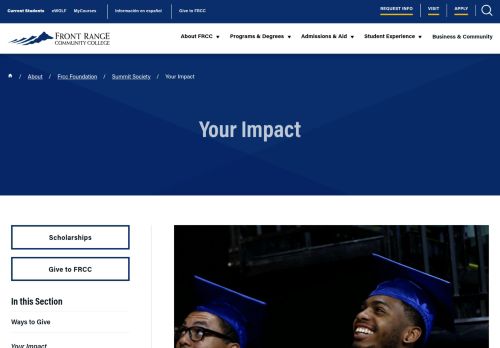 Current Students eWOLF MyCourses Información en español Give to FRCC REQUEST INFO VISIT APPLY
FRONT RANGE
COMMUNITY COLLEGE
About FRCC Programs & Degrees Admissions & Aid Student Experience Business & Community
/ About / Frcc Foundation / Summit Society / Your Impact
Your Impact
Scholarships
Give to FRCC
In this Section
Ways to Give
Your Impact